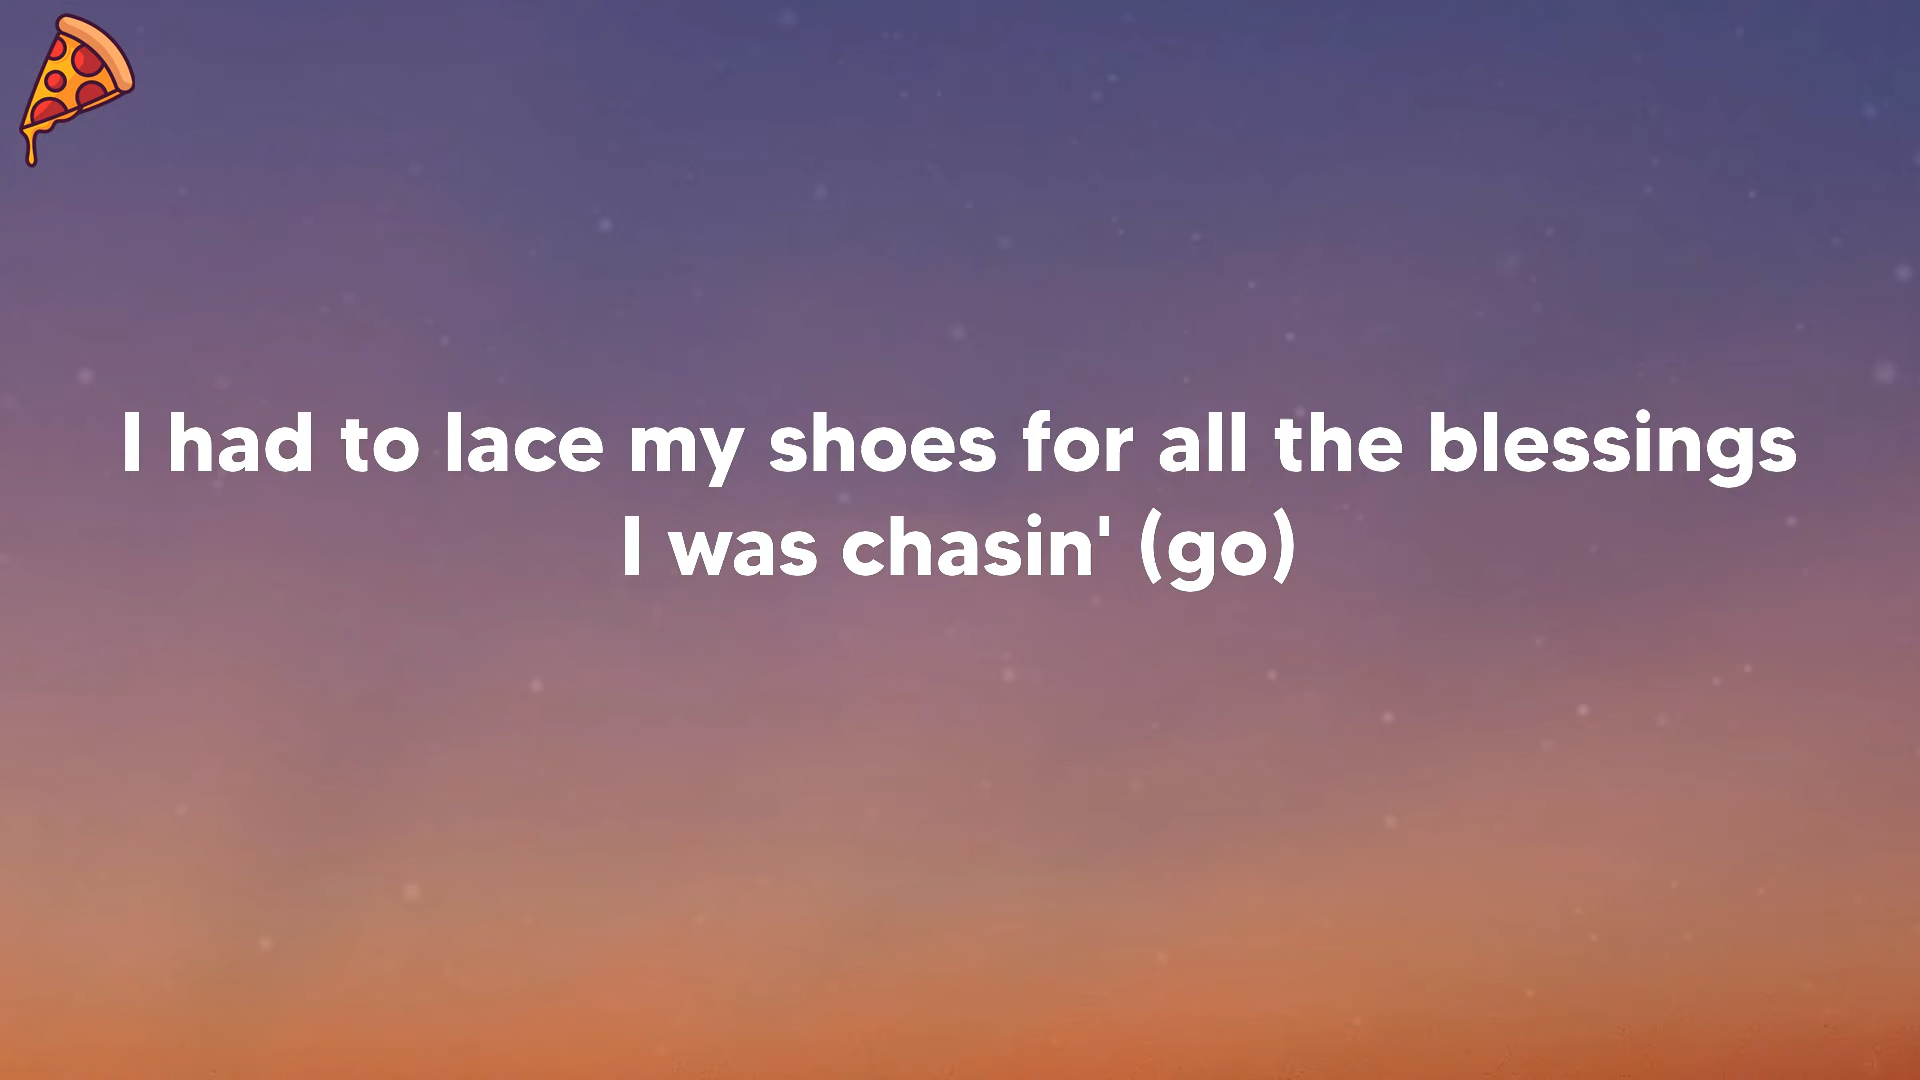 I had to lace my shoes for all the blessings
I was chasin' (go)